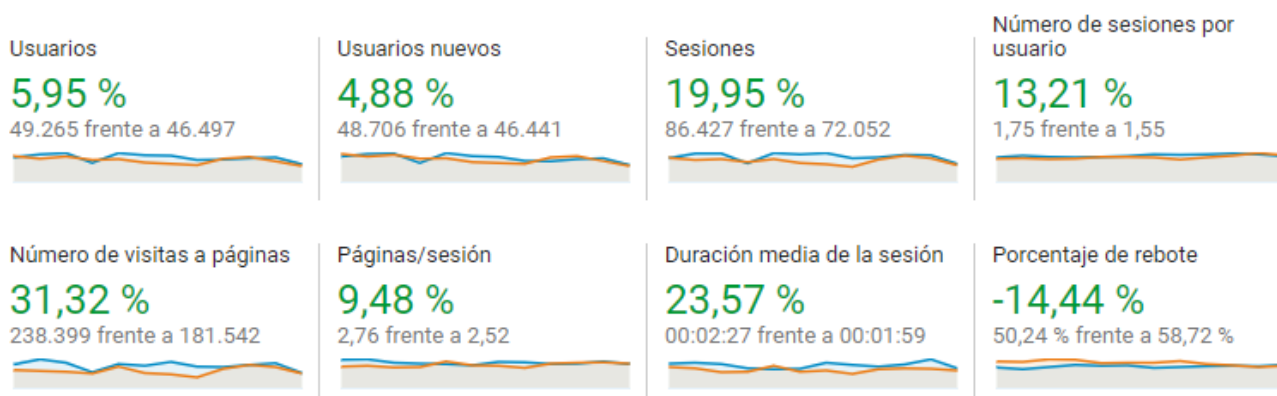 Usuarios
5,95 %
49.265 frente a 46.497
Usuarios nuevos
4,88 %
48.706 frente a 46.441
Sesiones
19,95 %
86.427 frente a 72.052
Número de sesiones por
usuario
13,21 %
1,75 frente a 1,55
Número de visitas a páginas
31,32 %
238.399 frente a 181.542
Páginas/sesión
9,48 %
2,76 frente a 2,52
Duración media de la sesión
23,57 %
00:02:27 frente a 00:01:59
Porcentaje de rebote
-14,44 %
50,24 % frente a 58,72 %